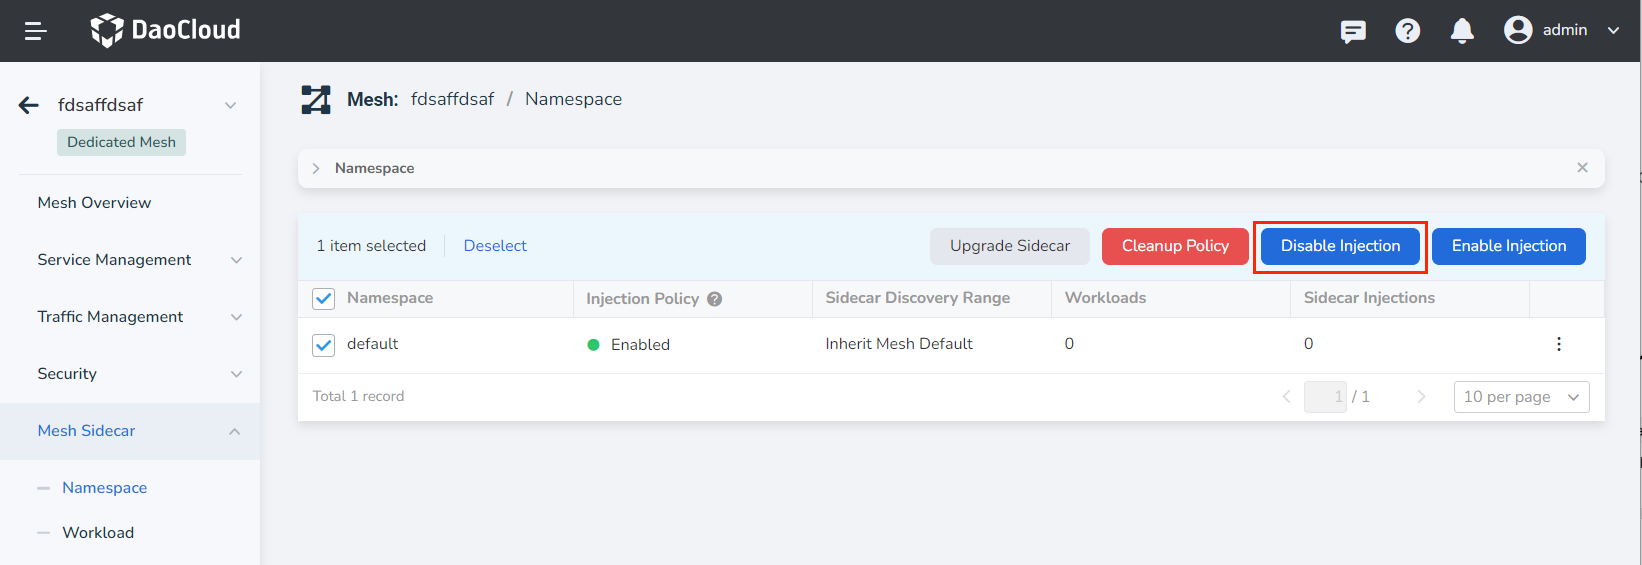 DaoCloud
admin
fdsaffdsaf
Dedicated Mesh
Mesh Overview
Service Management
Traffic Management
Security
Mesh Sidecar
Namespace
Workload
Mesh: fdsaffdsaf / Namespace
Namespace
1 item selected Deselect Upgrade Sidecar Cleanup Policy Disable Injection Enable Injection
Namespace Injection Policy Sidecar Discovery Range Workloads Sidecar Injections
default Enabled Inherit Mesh Default 0 0
Total 1 record 1 / 1 10 per page